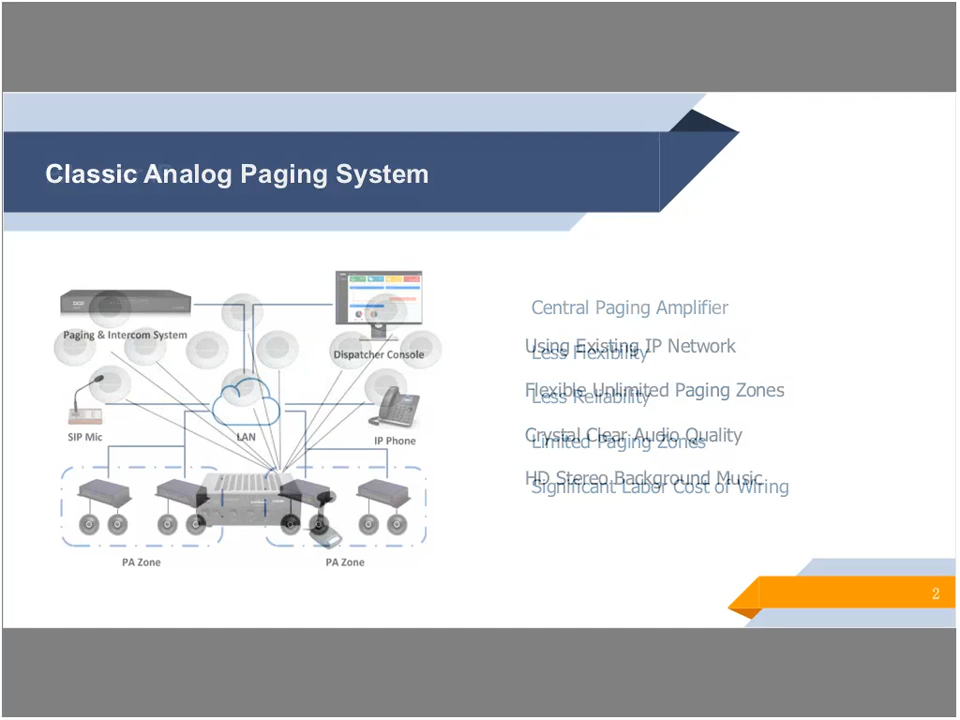 Classic Analog Paging System
Paging & Intercom System
Dispatcher Console
SIP Mic
LAN
IP Phone
PA Zone
PA Zone
Central Paging Amplifier
Using Existing IP Network
Less Flexibility
Flexible Unlimited Paging Zones
Less Reliability
Crystal Clear Audio Quality
Limited Paging Zones
HD Stereo Background Music
Significant Labor Cost of Wiring
2